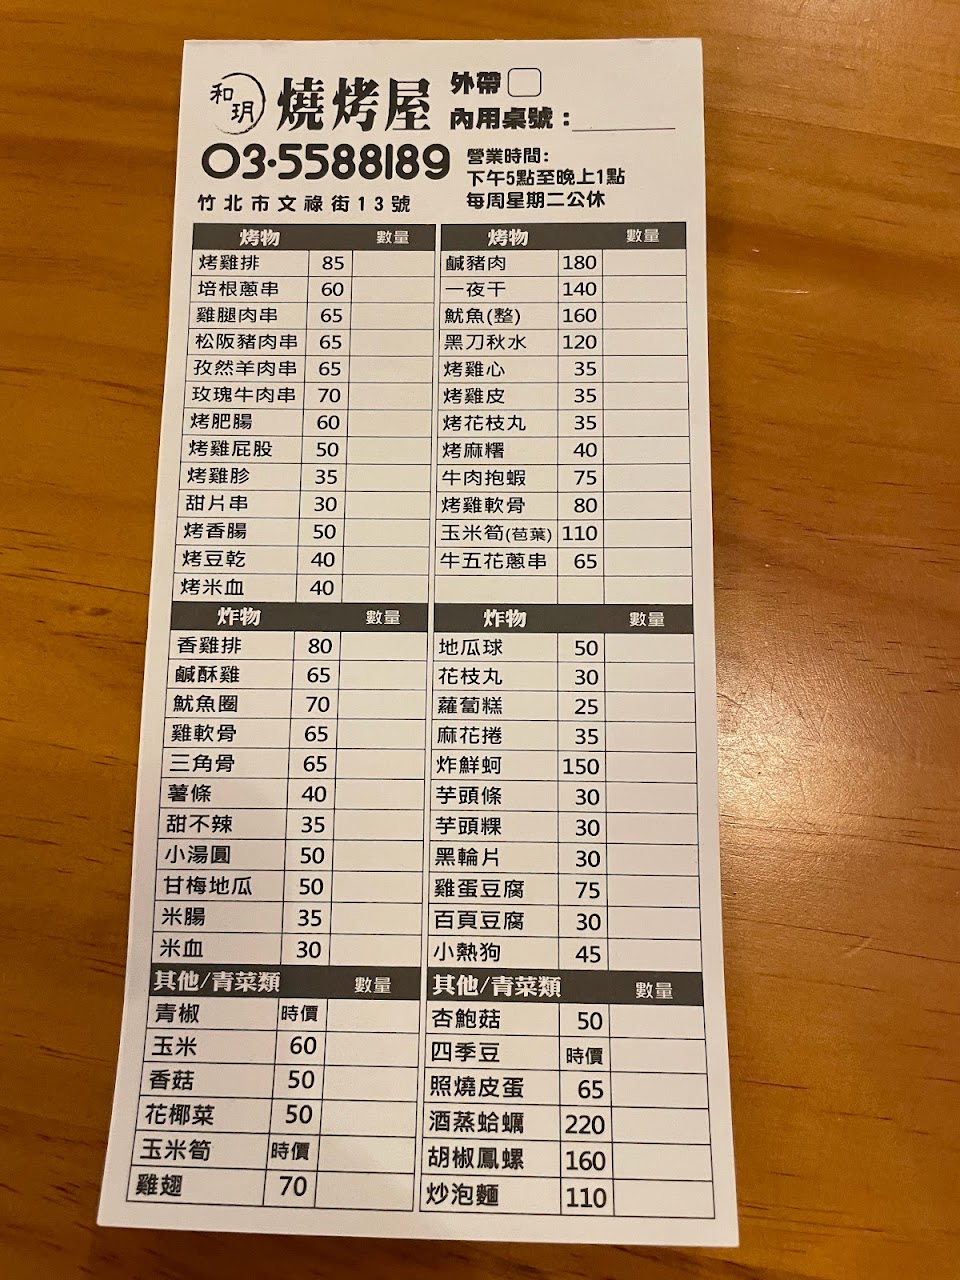 和玥 燒烤屋 外帶
內用桌號：
03-5588189 營業時間：
下午5點至晚上1點
竹北市文祿街13號 每周星期二公休
烤物 數量 烤物 數量
烤雞排 85 鹹豬肉 180
培根蔥串 60 一夜干 140
雞腿肉串 65 魷魚(整) 160
松阪豬肉串 65 黑刀秋水 120
孜然羊肉串 65 烤雞心 35
玫瑰牛肉串 70 烤雞皮 35
烤肥腸 60 烤花枝丸 35
烤雞屁股 50 烤麻糬 40
烤雞胗 35 牛肉抱蝦 75
甜片串 30 烤雞軟骨 80
烤香腸 50 玉米筍(苞葉) 110
烤豆乾 40 牛五花蔥串 65
烤米血 40
炸物 數量 炸物 數量
香雞排 80 地瓜球 50
鹹酥雞 65 花枝丸 30
魷魚圈 70 蘿蔔糕 25
雞軟骨 65 麻花捲 35
三角骨 65 炸鮮蚵 150
薯條 40 芋頭條 30
甜不辣 35 芋頭粿 30
小湯圓 50 黑輪片 30
甘梅地瓜 50 雞蛋豆腐 75
米腸 35 百頁豆腐 30
米血 30 小熱狗 45
其他/青菜類 數量 其他/青菜類 數量
青椒 時價 杏鮑菇 50
玉米 60 四季豆 時價
香菇 50 照燒皮蛋 65
花椰菜 50 酒蒸蛤蠣 220
玉米筍 時價 胡椒鳳螺 160
雞翅 70 炒泡麵 110